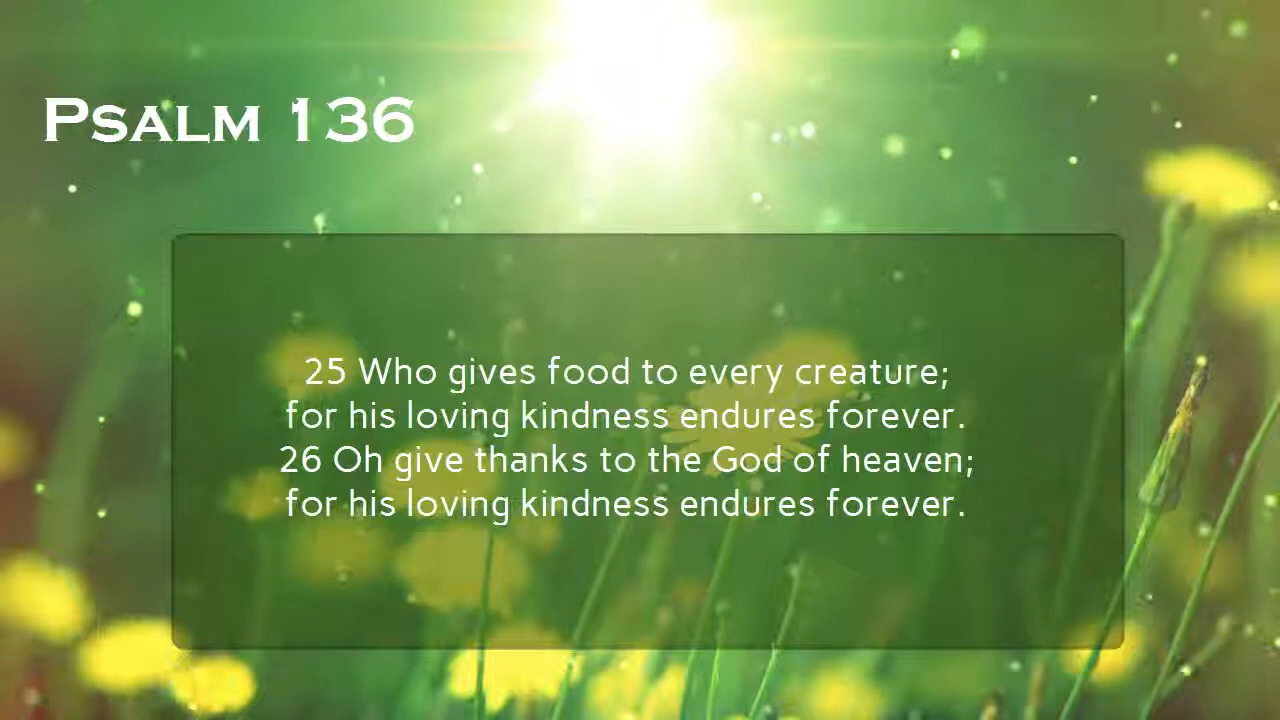 Psalm 136
25 Who gives food to every creature;
for his loving kindness endures forever.
26 Oh give thanks to the God of heaven;
for his loving kindness endures forever.